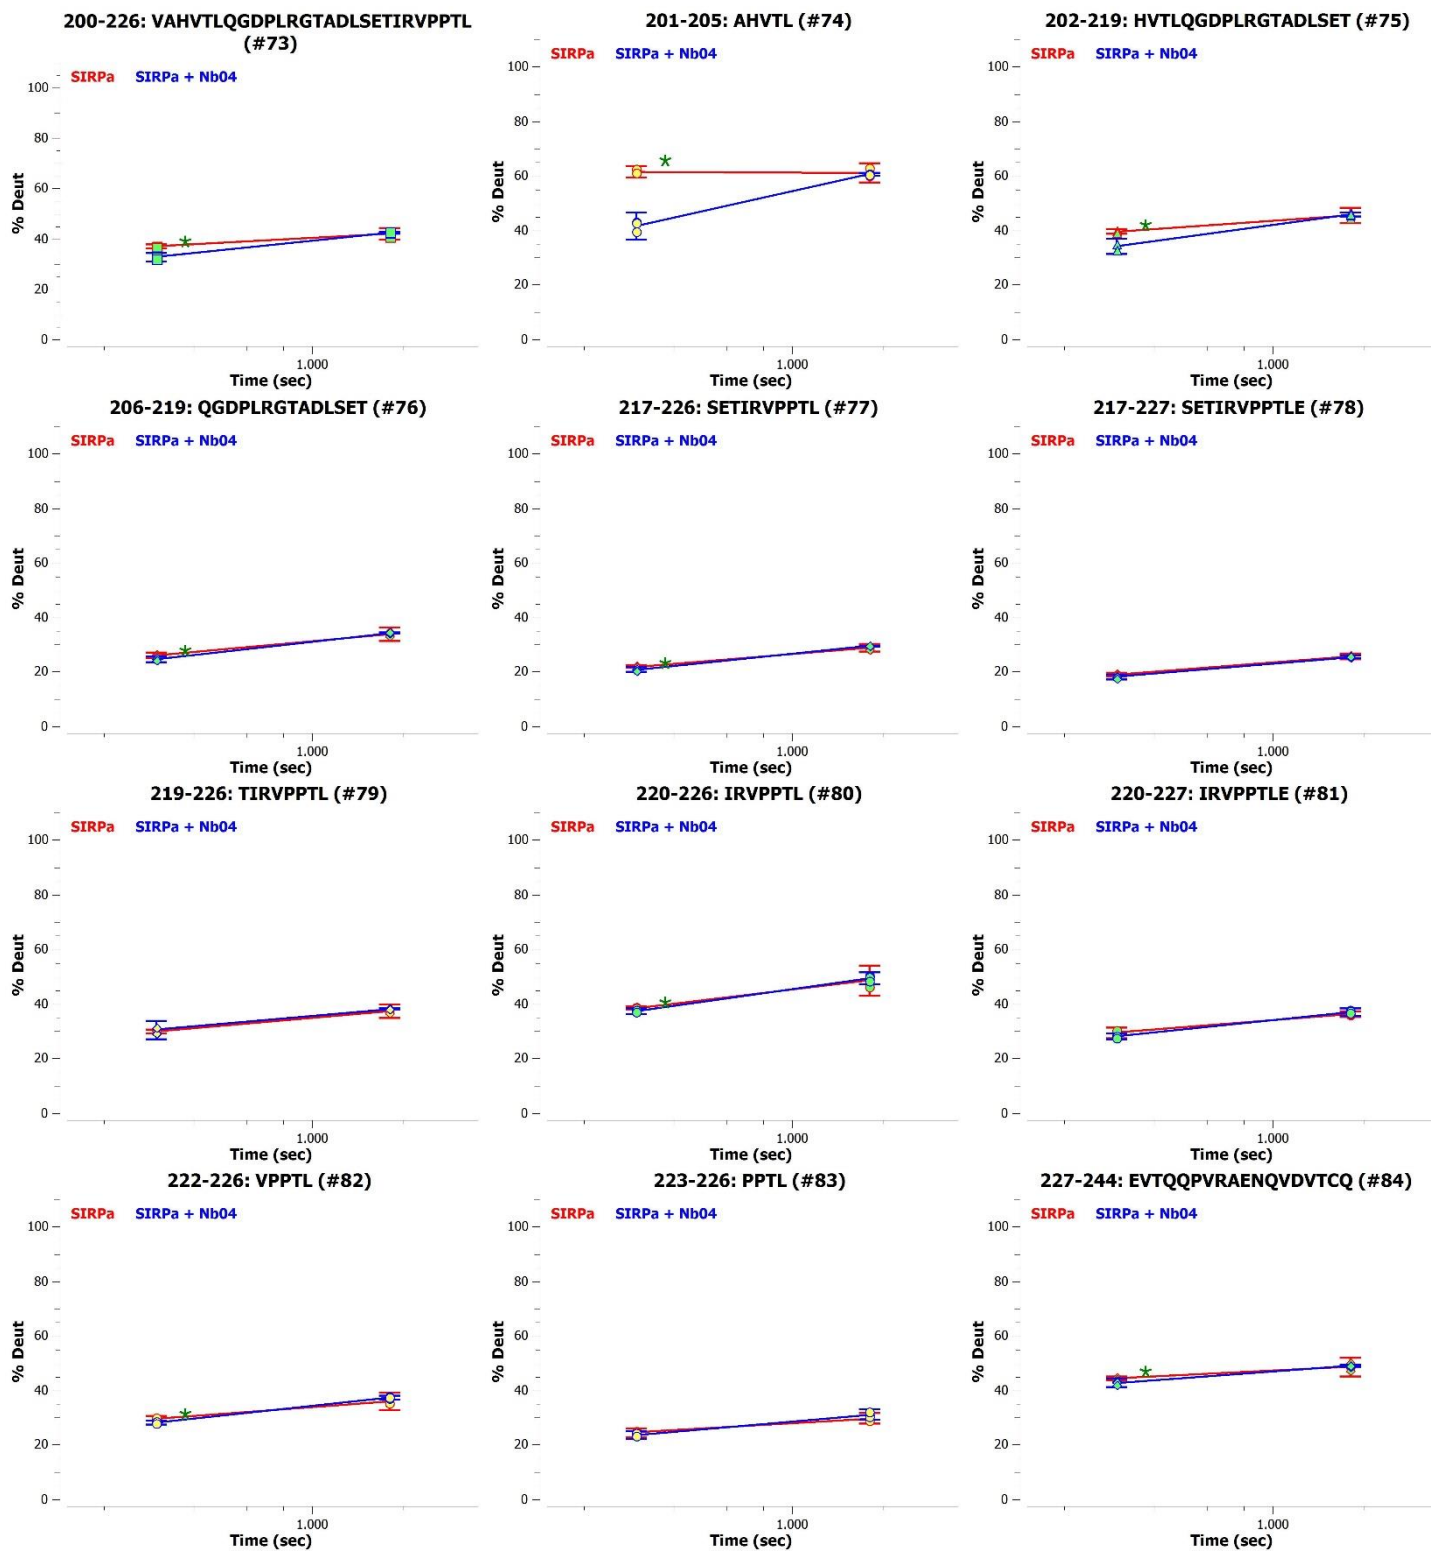 200-226: VAHVTLQGDPLRGTADLSETIRVPPTL
(#73)
SIRPa SIRPa + Nb04
100
80
60
40
20
0
% Deut
1.000
Time (sec)
201-205: AHVTL (#74)
SIRPa SIRPa + Nb04
100
80
60
40
20
0
% Deut
1.000
Time (sec)
202-219: HVTLQGDPLRGTADLSET (#75)
SIRPa SIRPa + Nb04
100
80
60
40
20
0
% Deut
1.000
Time (sec)
206-219: QGDPLRGTADLSET (#76)
SIRPa SIRPa + Nb04
100
80
60
40
20
0
% Deut
1.000
Time (sec)
217-226: SETIRVPPTL (#77)
SIRPa SIRPa + Nb04
100
80
60
40
20
0
% Deut
1.000
Time (sec)
217-227: SETIRVPPTLE (#78)
SIRPa SIRPa + Nb04
100
80
60
40
20
0
% Deut
1.000
Time (sec)
219-226: TIRVPPTL (#79)
SIRPa SIRPa + Nb04
100
80
60
40
20
0
% Deut
1.000
Time (sec)
220-226: IRVPPTL (#80)
SIRPa SIRPa + Nb04
100
80
60
40
20
0
% Deut
1.000
Time (sec)
220-227: IRVPPTLE (#81)
SIRPa SIRPa + Nb04
100
80
60
40
20
0
% Deut
1.000
Time (sec)
222-226: VPPTL (#82)
SIRPa SIRPa + Nb04
100
80
60
40
20
0
% Deut
1.000
Time (sec)
223-226: PPTL (#83)
SIRPa SIRPa + Nb04
100
80
60
40
20
0
% Deut
1.000
Time (sec)
227-244: EVTQQPVRAENQVDVTCQ (#84)
SIRPa SIRPa + Nb04
100
80
60
40
20
0
% Deut
1.000
Time (sec)